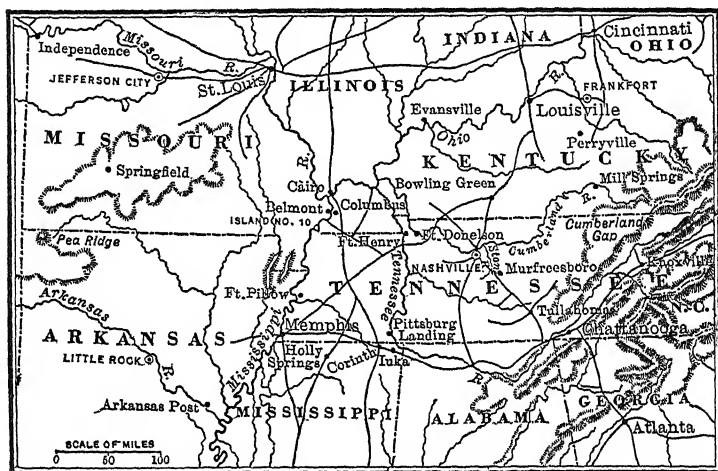 Cincinnati
INDIANA
OHIO
Independence
Missouri
R.
R.
FRANKFORT
JEFFERSON CITY
St. Louis
ILLINOIS
Evansville
Louisville
Ohio
Perryville
MISSOURI
KENTUCKY
R.
Springfield
Bowling Green
Mill Springs
Cairo
Columbus
Belmont
Cumberland
R.
ISLAND NO. 10
Cumberland
Gap
Pea Ridge
Ft. Henry
Ft. Donelson
Knoxville
NASHVILLE
Murfreesboro
Tennessee
Ft. Pillow
TENNESSEE
N.C.
Arkansas
Tullahoma
Mississippi
Memphis
Pittsburg
Landing
Chattanooga
ARKANSAS
LITTLE ROCK
R.
Holly
Springs
Corinth
Iuka
R.
Arkansas Post
MISSISSIPPI
ALABAMA
GEORGIA
Atlanta
SCALE OF MILES
0 50 100